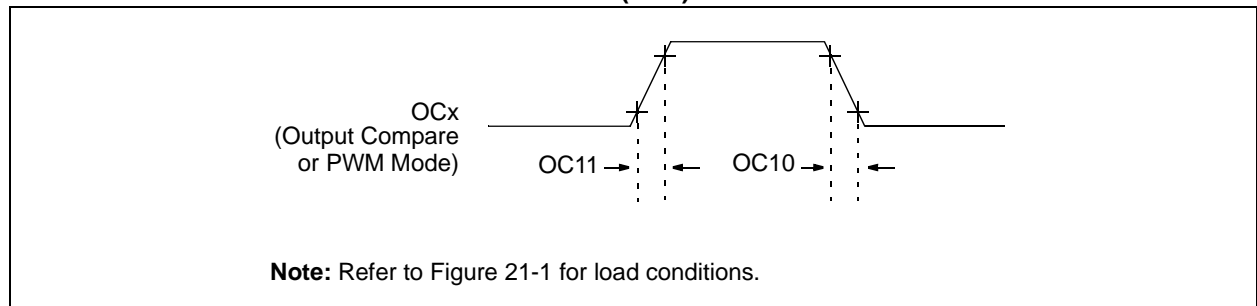 OCx
(Output Compare
or PWM Mode)
OC11
OC10
Note: Refer to Figure 21-1 for load conditions.